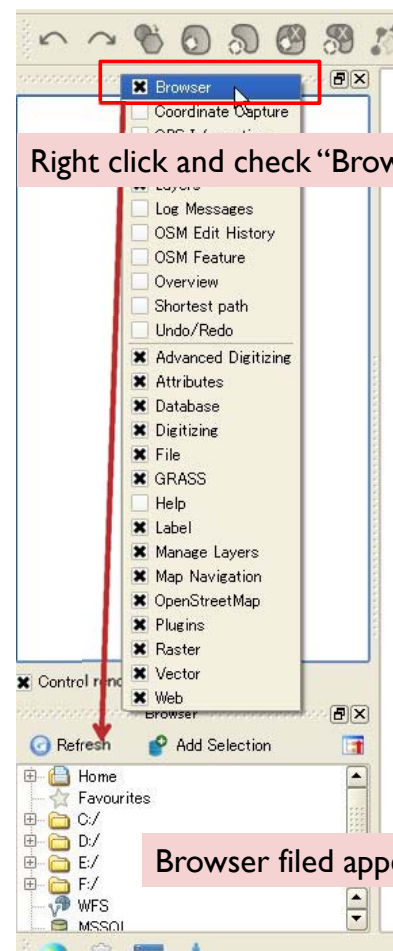 Browser
Coordinate Capture
Right click and check “Brow
Layers
Log Messages
OSM Edit History
OSM Feature
Overview
Shortest path
Undo/Redo
Advanced Digitizing
Attributes
Database
Digitizing
File
GRASS
Help
Label
Manage Layers
Map Navigation
OpenStreetMap
Plugins
Raster
Vector
Web
Control rend
Browser
Refresh Add Selection
Home
Favourites
C:/
D:/
E:/
F:/
Browser filed appe
WFS
MSSQL